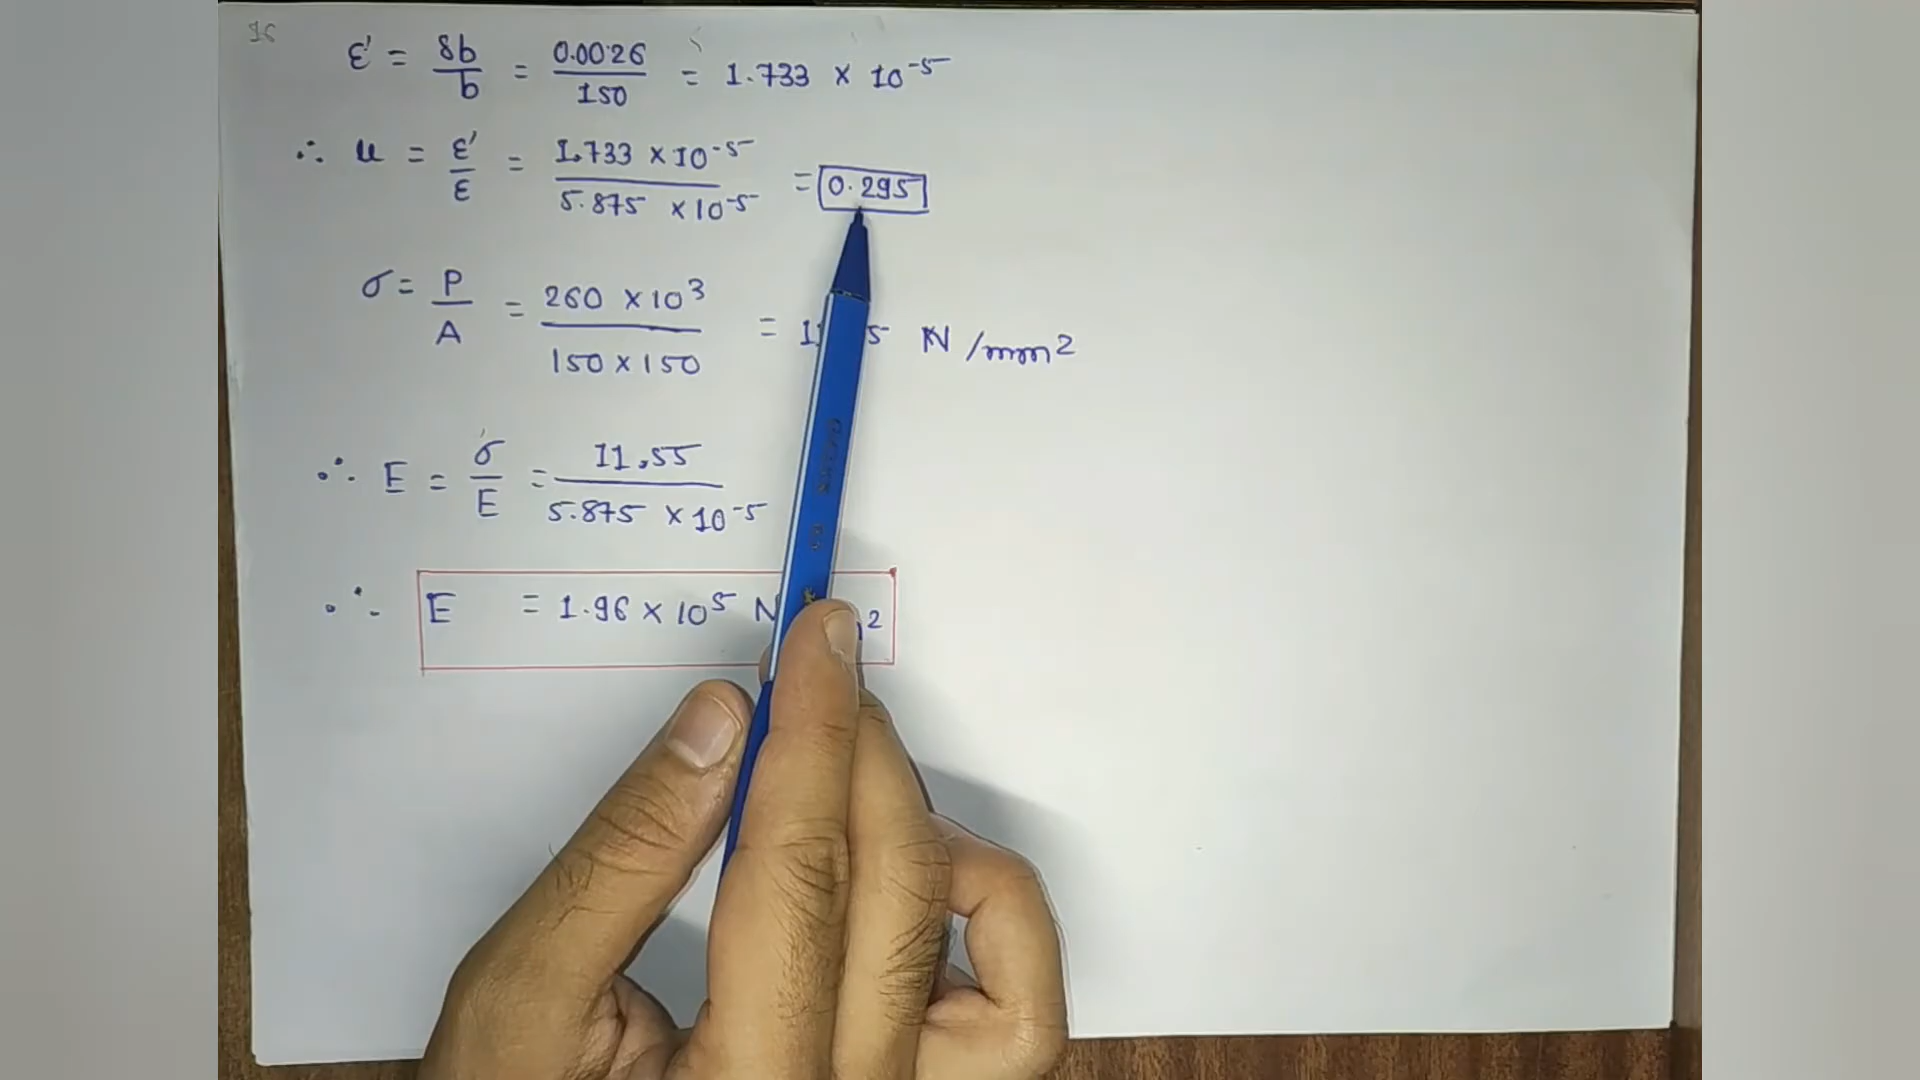 96
ε' = δb/b = 0.0026/150 = 1.733 × 10⁻⁵
∴ μ = ε'/ε = 1.733 × 10⁻⁵/5.875 × 10⁻⁵ = 0.295
σ = P/A = 260 × 10³/150 × 150 = N/mm²
∴ E = σ/E = 11.55/5.875 × 10⁻⁵
∴ E = 1.96 × 10⁵ N